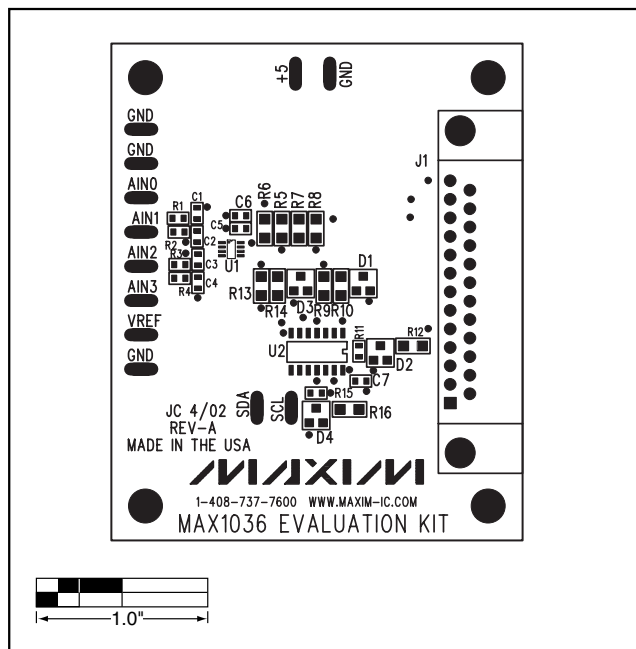 +5
GND
GND
GND
AIN0
AIN1
AIN2
AIN3
VREF
GND
J1
C1
R1
R2
C2
R3
C3
R4
C4
C6
C5
U1
R6
R5
R7
R8
D1
R13
R14
D3
R9
R10
U2
R11
R12
D2
C7
R15
R16
D4
SDA
SCL
JC 4/02
REV-A
MADE IN THE USA
MAXIM
1-408-737-7600 WWW.MAXIM-IC.COM
MAX1036 EVALUATION KIT
1.0"